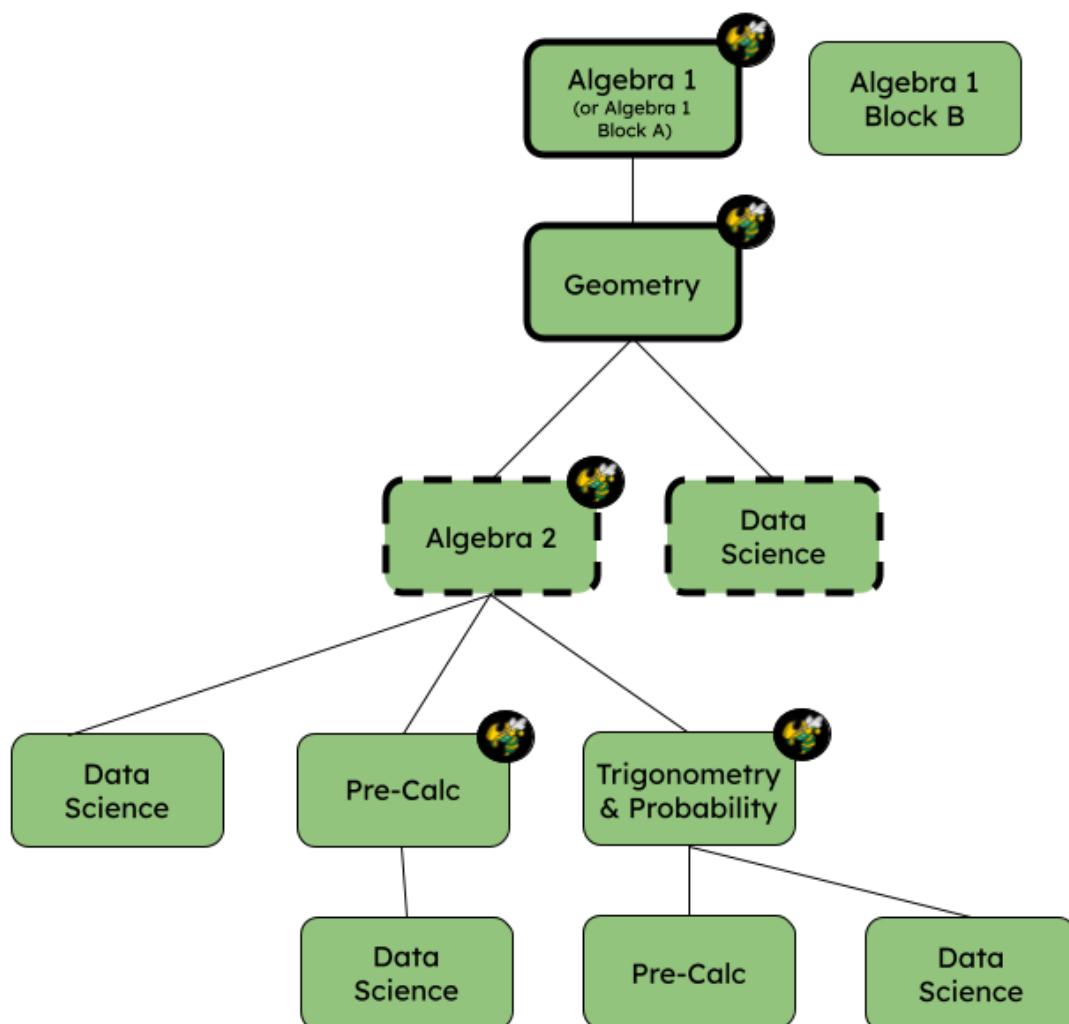 Algebra 1
(or Algebra 1
Block A)
Algebra 1
Block B
Geometry
Algebra 2
Data
Science
Data
Science
Pre-Calc
Trigonometry
& Probability
Data
Science
Pre-Calc
Data
Science